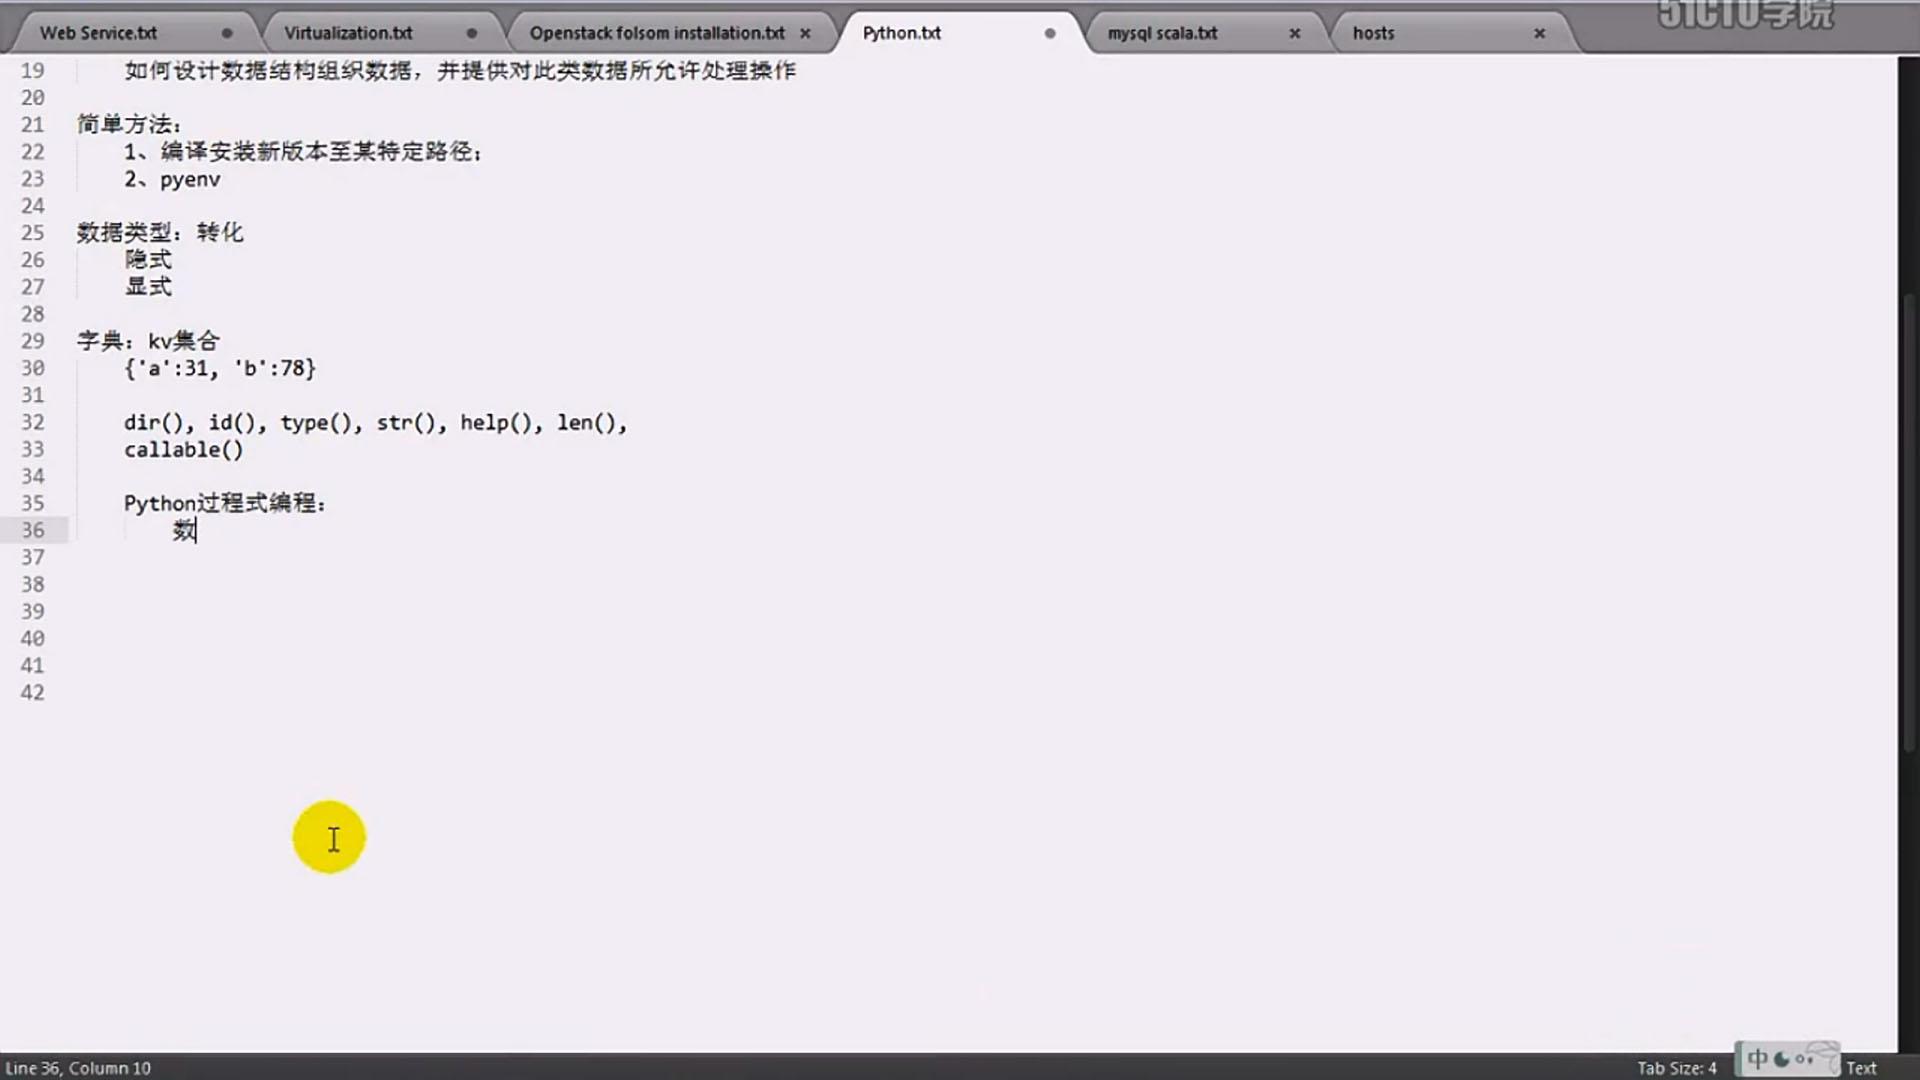 51CTO学院
Web Service.txt
Virtualization.txt
Openstack folsom installation.txt
Python.txt
mysql scala.txt
hosts
19 如何设计数据结构组织数据，并提供对此类数据所允许处理操作
20
21 简单方法：
22 1、编译安装新版本至某特定路径；
23 2、pyenv
24
25 数据类型：转化
26 隐式
27 显式
28
29 字典：kv集合
30 {'a':31, 'b':78}
31
32 dir(), id(), type(), str(), help(), len(),
33 callable()
34
35 Python过程式编程：
36 数
37
38
39
40
41
42
Line 36, Column 10
Tab Size: 4
中
Text